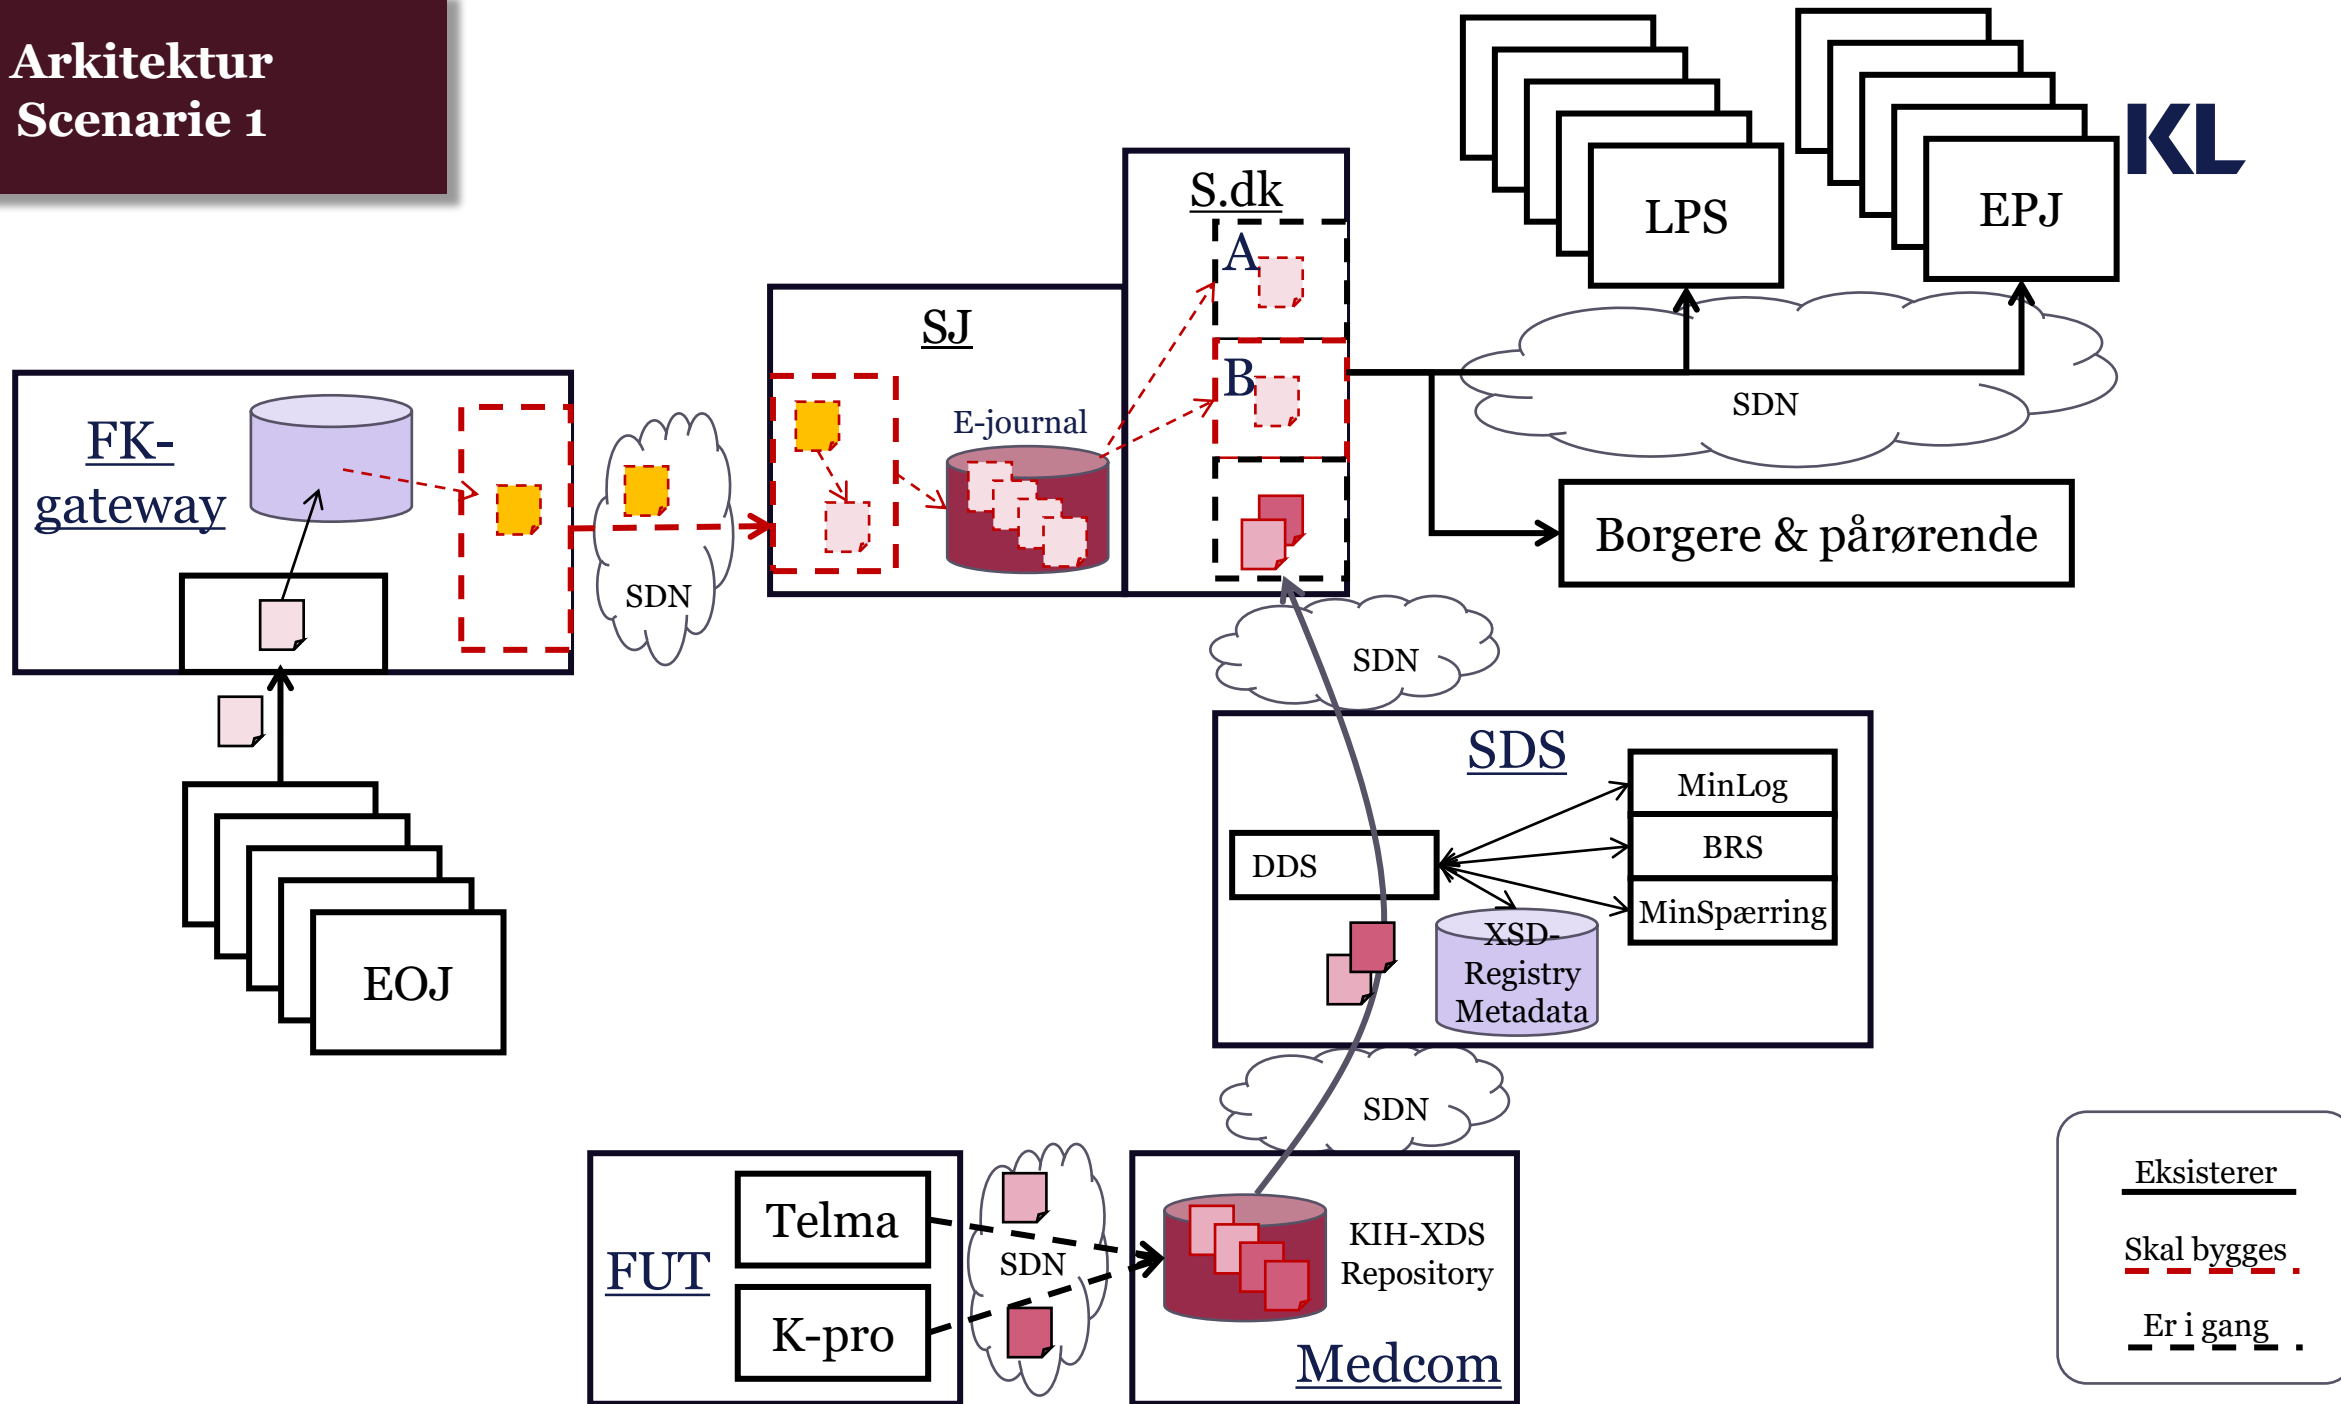 Arkitektur
Scenarie 1
KL
LPS
EPJ
S.dk
A
B
SJ
E-journal
FK-
gateway
SDN
SDN
Borgere & pårørende
SDN
EOJ
SDS
MinLog
BRS
MinSpærring
DDS
XSD-
Registry
Metadata
SDN
FUT
Telma
K-pro
SDN
KIH-XDS
Repository
Medcom
Eksisterer
Skal bygges
Er i gang